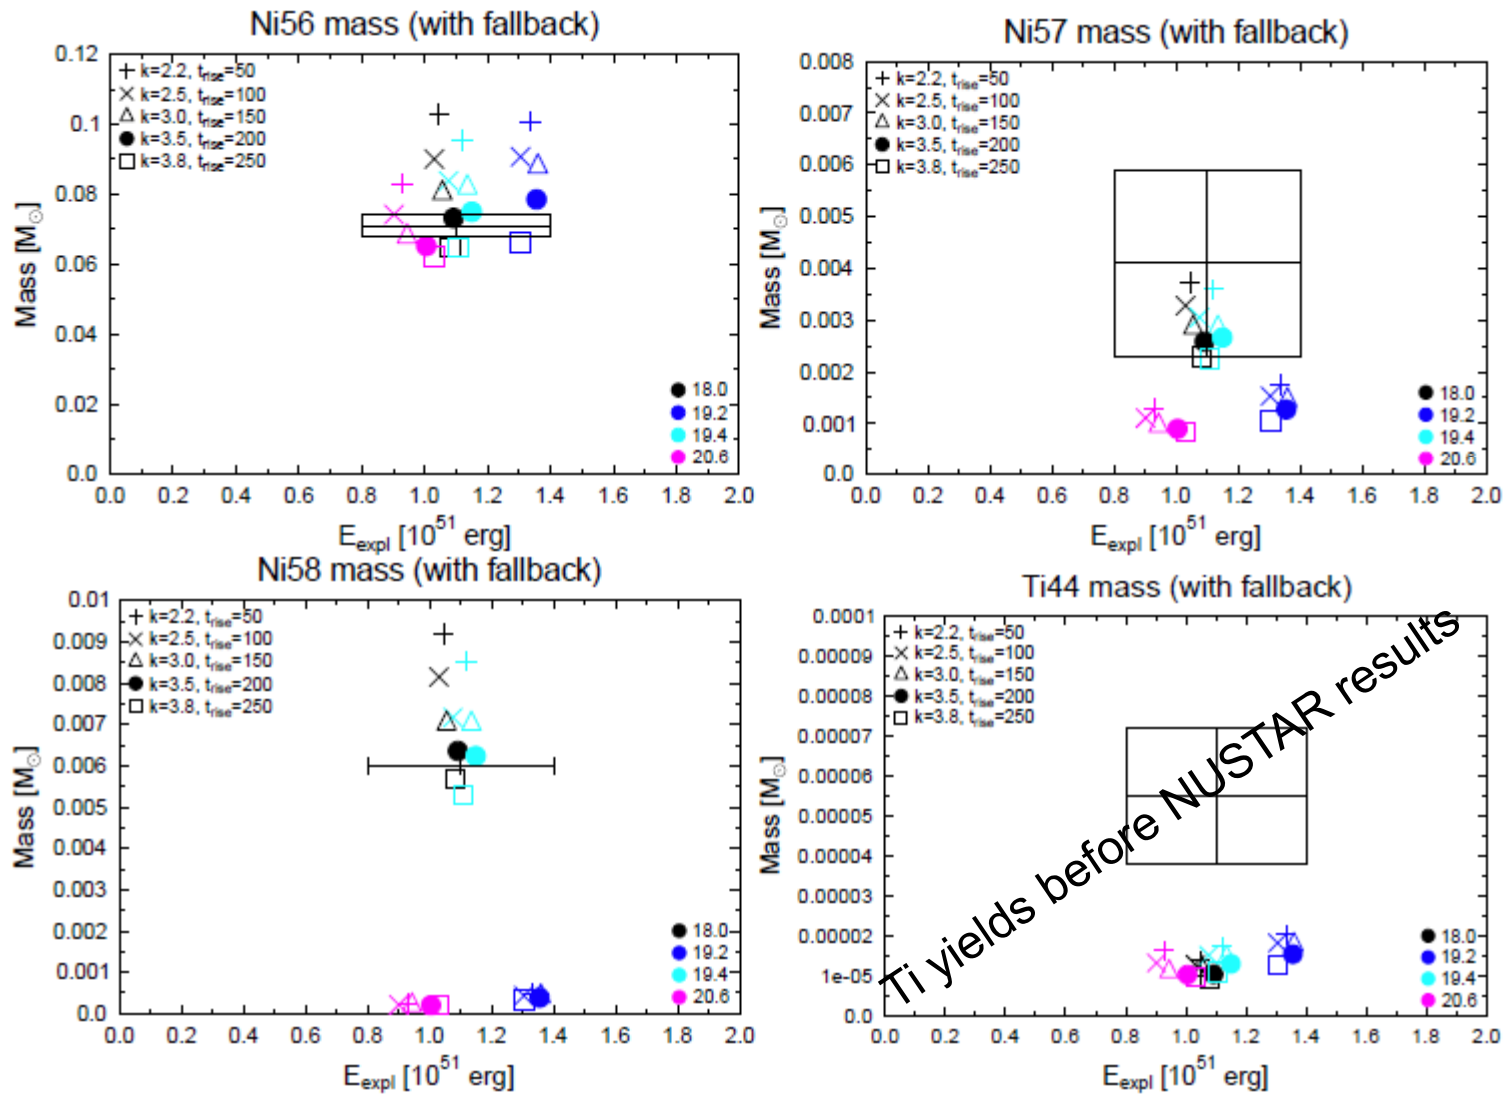 Ni56 mass (with fallback)
0.12
0.1
0.08
0.06
0.04
0.02
0.0
Mass [M☉]
k=2.2, trise=50
k=2.5, trise=100
k=3.0, trise=150
k=3.5, trise=200
k=3.8, trise=250
18.0
19.2
19.4
20.6
0.0 0.2 0.4 0.6 0.8 1.0 1.2 1.4 1.6 1.8 2.0
Eexpl [10^51 erg]
Ni57 mass (with fallback)
0.008
0.007
0.006
0.005
0.004
0.003
0.002
0.001
0.0
Mass [M☉]
k=2.2, trise=50
k=2.5, trise=100
k=3.0, trise=150
k=3.5, trise=200
k=3.8, trise=250
18.0
19.2
19.4
20.6
0.0 0.2 0.4 0.6 0.8 1.0 1.2 1.4 1.6 1.8 2.0
Eexpl [10^51 erg]
Ni58 mass (with fallback)
0.01
0.009
0.008
0.007
0.006
0.005
0.004
0.003
0.002
0.001
0.0
Mass [M☉]
k=2.2, trise=50
k=2.5, trise=100
k=3.0, trise=150
k=3.5, trise=200
k=3.8, trise=250
18.0
19.2
19.4
20.6
0.0 0.2 0.4 0.6 0.8 1.0 1.2 1.4 1.6 1.8 2.0
Eexpl [10^51 erg]
Ti44 mass (with fallback)
0.0001
0.00009
0.00008
0.00007
0.00006
0.00005
0.00004
0.00002
1e-05
0.0
Mass [M☉]
k=2.2, trise=50
k=2.5, trise=100
k=3.0, trise=150
k=3.5, trise=200
k=3.8, trise=250
Ti yields before NUSTAR results
18.0
19.2
19.4
20.6
0.0 0.2 0.4 0.6 0.8 1.0 1.2 1.4 1.6 1.8 2.0
Eexpl [10^51 erg]